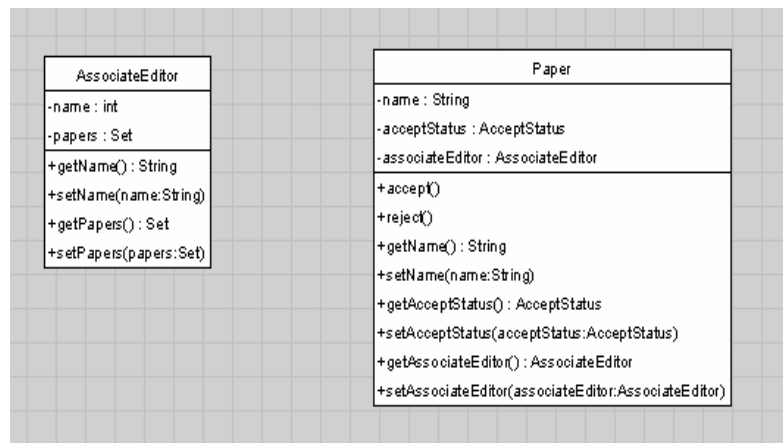 AssociateEditor
-name : int
-papers : Set
+getName() : String
+setName(name:String)
+getPapers() : Set
+setPapers(papers:Set)
Paper
-name : String
-acceptStatus : AcceptStatus
-associateEditor : AssociateEditor
+accept()
+reject()
+getName() : String
+setName(name:String)
+getAcceptStatus() : AcceptStatus
+setAcceptStatus(acceptStatus:AcceptStatus)
+getAssociateEditor() : AssociateEditor
+setAssociateEditor(associateEditor:AssociateEditor)